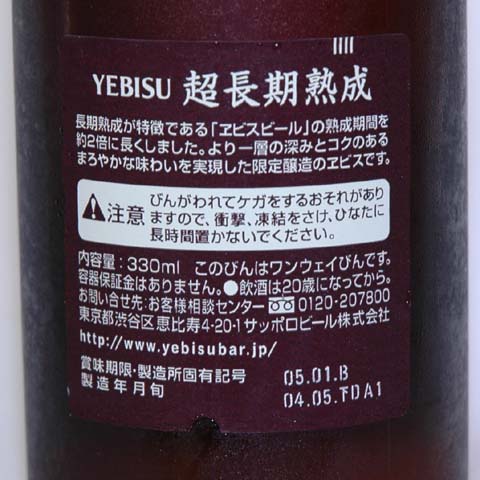 YEBISU 超長期熟成
長期熟成が特徴である「ヱビスビール」の熟成期間を
約2倍に長くしました。より一層の深みとコクのある
まろやかな味わいを実現した限定醸造のヱビスです。
注意
びんがわれてケガをするおそれがあり
ますので、衝撃、凍結をさけ、ひなたに
長時間置かないでください。
内容量:330ml このびんはワンウェイびんです。
容器保証金はありません。●飲酒は20歳になってから。
お問い合せ先:お客様相談センター 0120-207800
東京都渋谷区恵比寿4-20-1サッポロビール株式会社
http://www.yebisubar.jp/
賞味期限・製造所固有記号 05.01.B
製造年月旬 04.05.TDA1